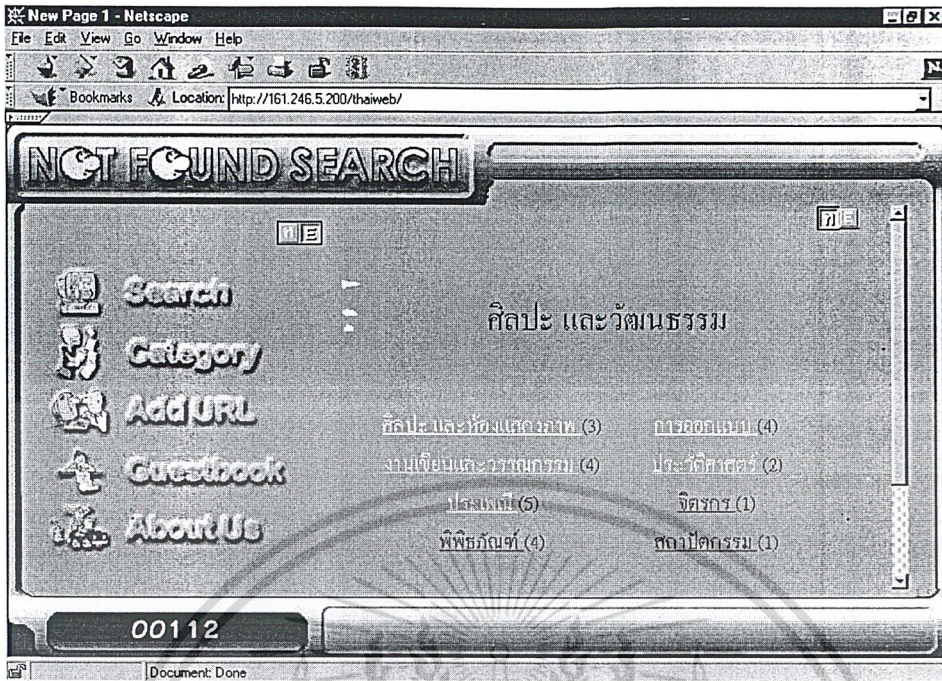 New Page 1 - Netscape
File Edit View Go Window Help
Bookmarks Location: http://161.246.5.200/thaiweb/
N
NOT FOUND SEARCH
ก E
ก E
Search
ศิลปะ และวัฒนธรรม
Category
Add URL
ศิลปะ และห้องแสดงภาพ (3) การออกแบบ (4)
งานเขียนและวรรณกรรม (4) ประวัติศาสตร์ (2)
Guestbook
ประเพณี (5) จิตรกร (1)
About Us
พิพิธภัณฑ์ (4) สถาปัตกรรม (1)
00112
Document: Done